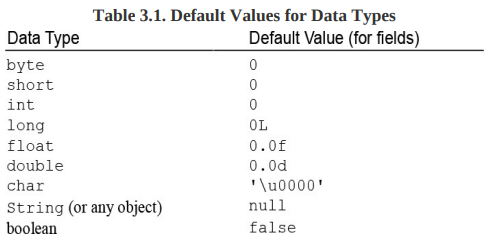 Table 3.1. Default Values for Data Types
Data Type Default Value (for fields)
byte 0
short 0
int 0
long 0L
float 0.0f
double 0.0d
char '\u0000'
String (or any object) null
boolean false